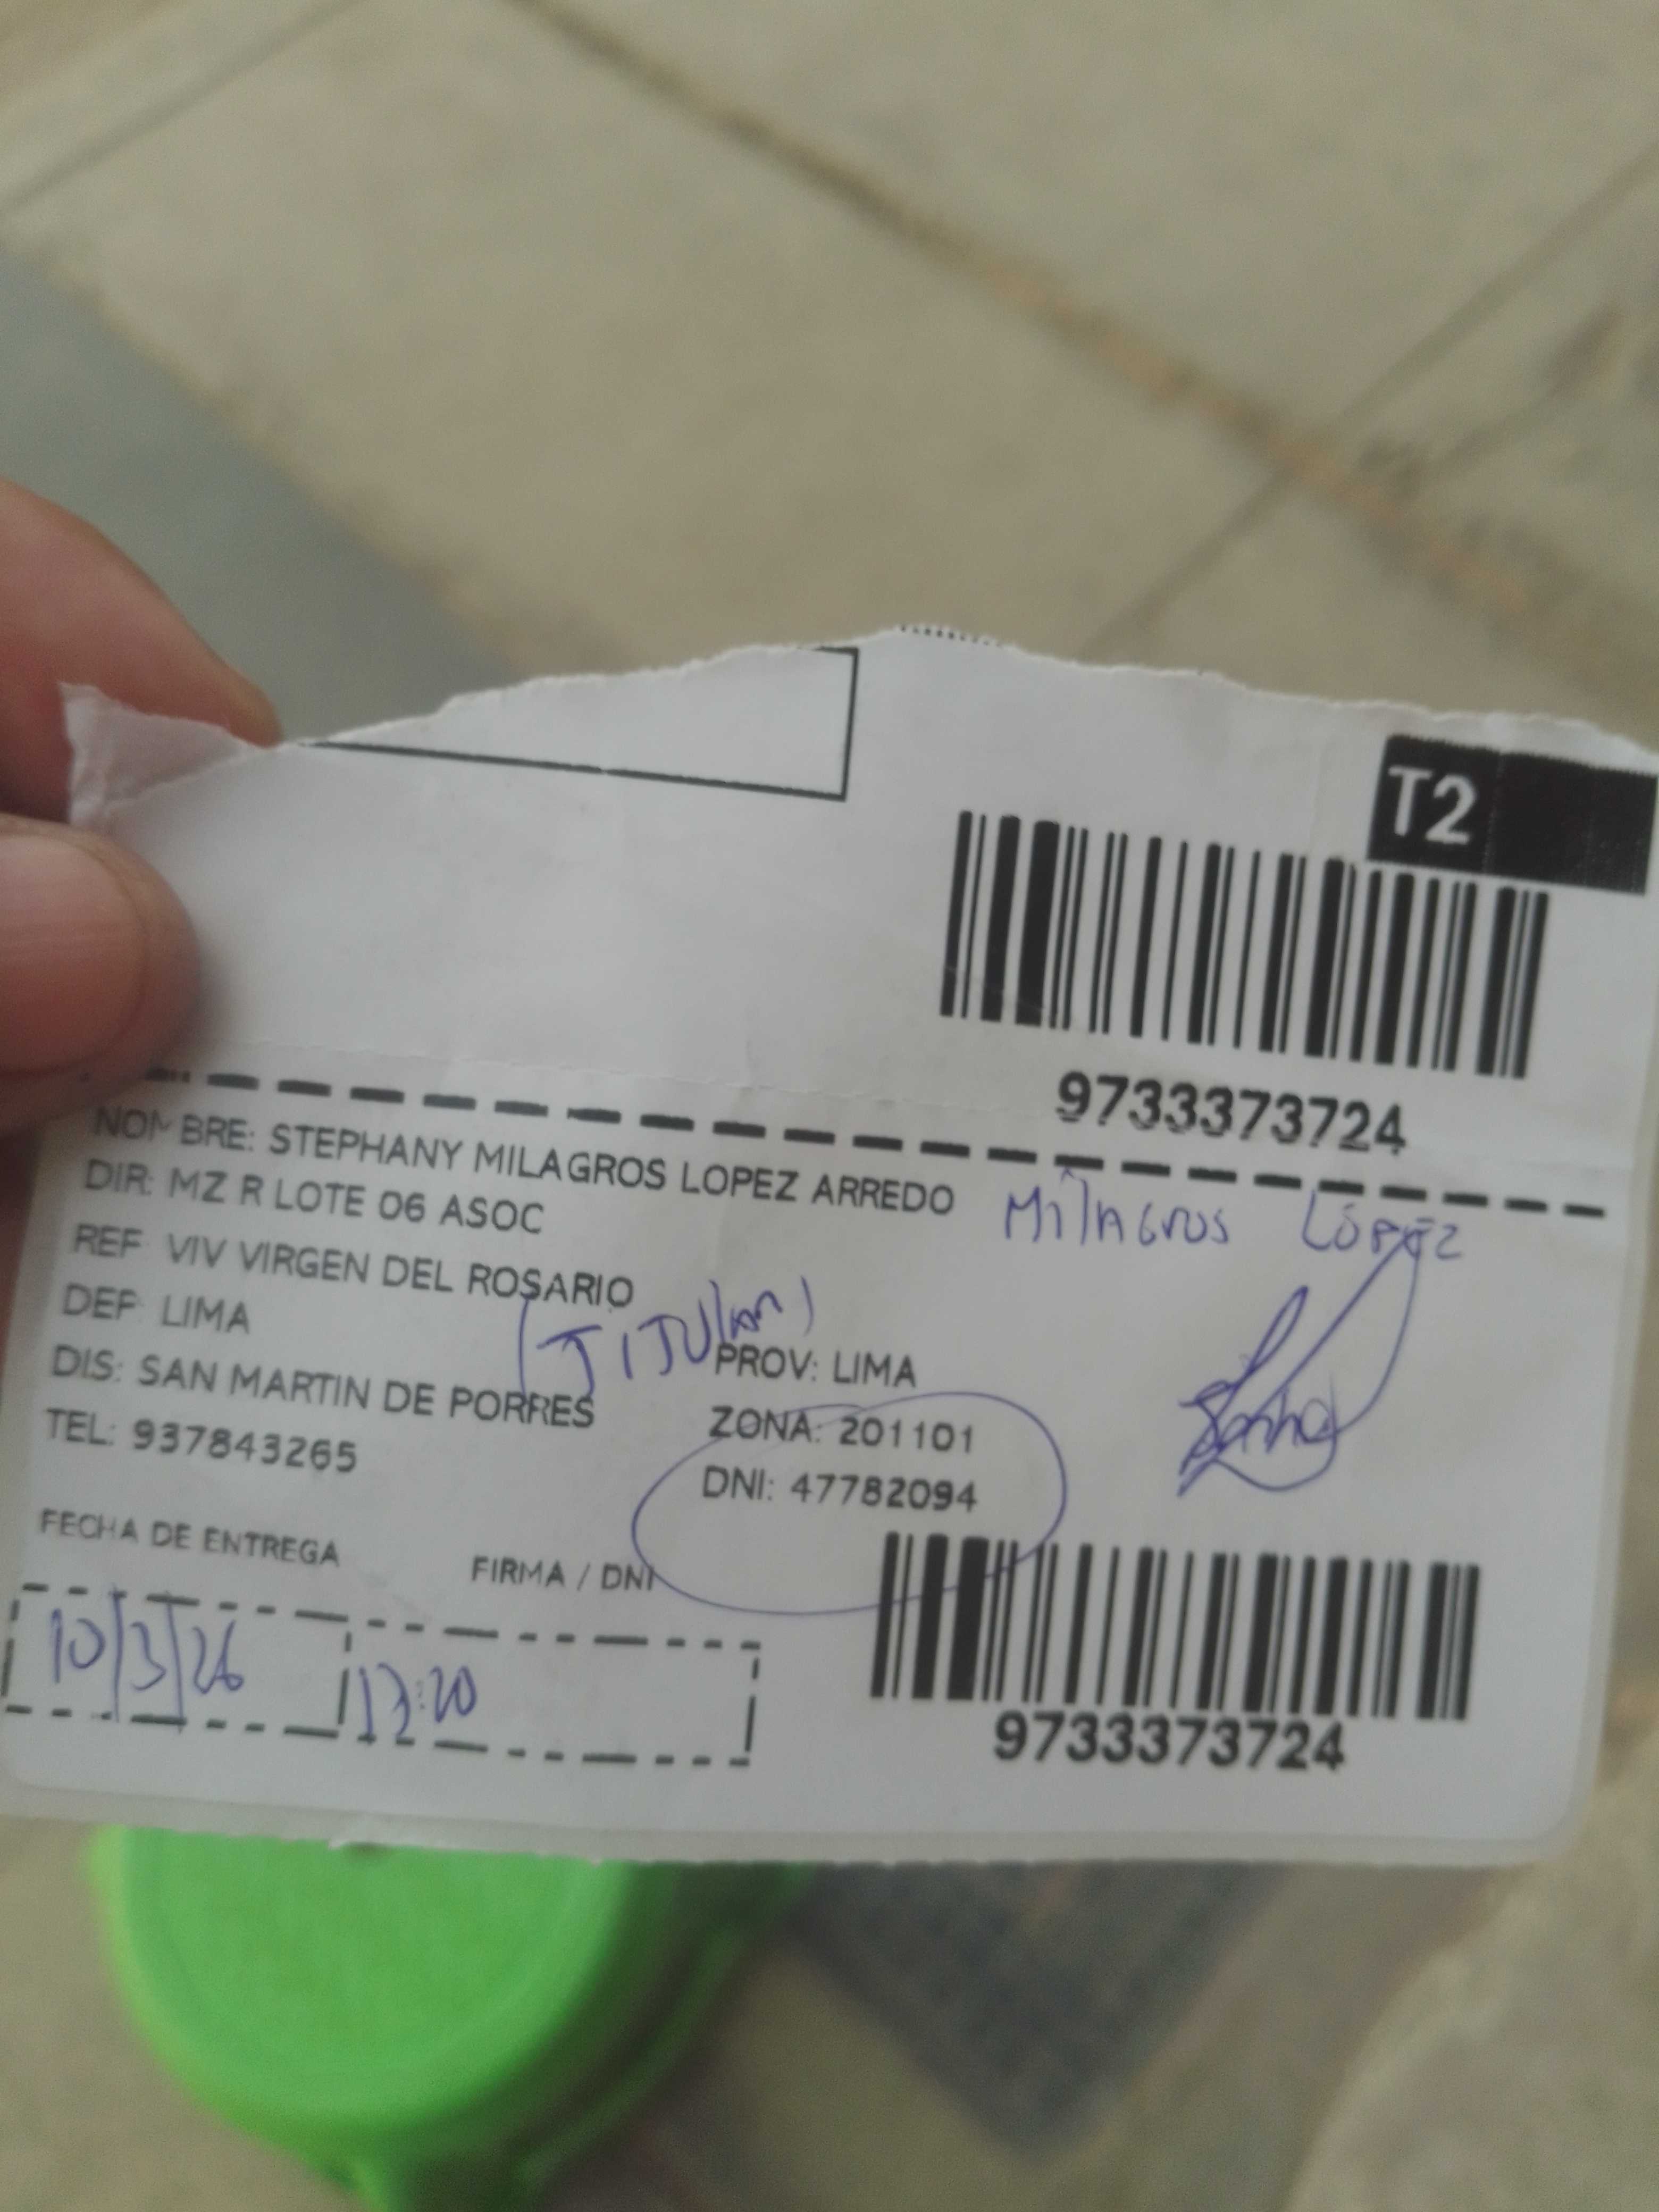 T2
9733373724
NOMBRE: STEPHANY MILAGROS LOPEZ ARREDO
Milagros López
DIR: MZ R LOTE 06 ASOC
REF: VIV VIRGEN DEL ROSARIO
(TITULAR)
DEP: LIMA
PROV: LIMA
DIS: SAN MARTIN DE PORRES
ZONA: 201101
TEL: 937843265
DNI: 47782094
FECHA DE ENTREGA
FIRMA / DNI
10/3/26
9733373724